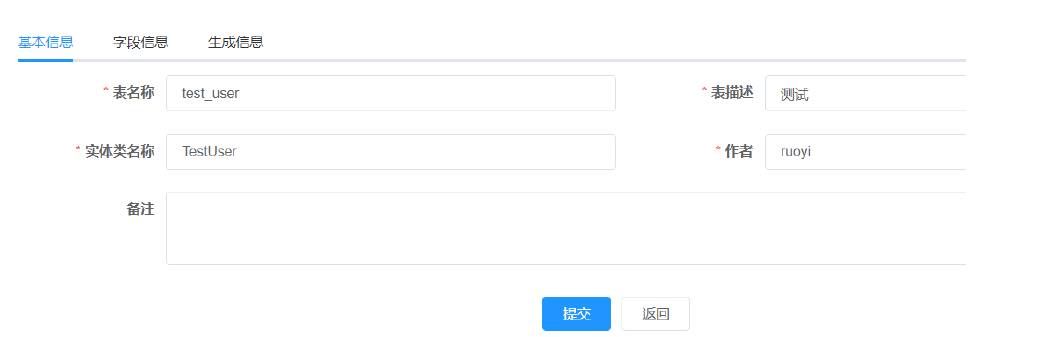 基本信息 字段信息 生成信息
* 表名称 test_user * 表描述 测试
* 实体类名称 TestUser * 作者 ruoyi
备注
提交 返回